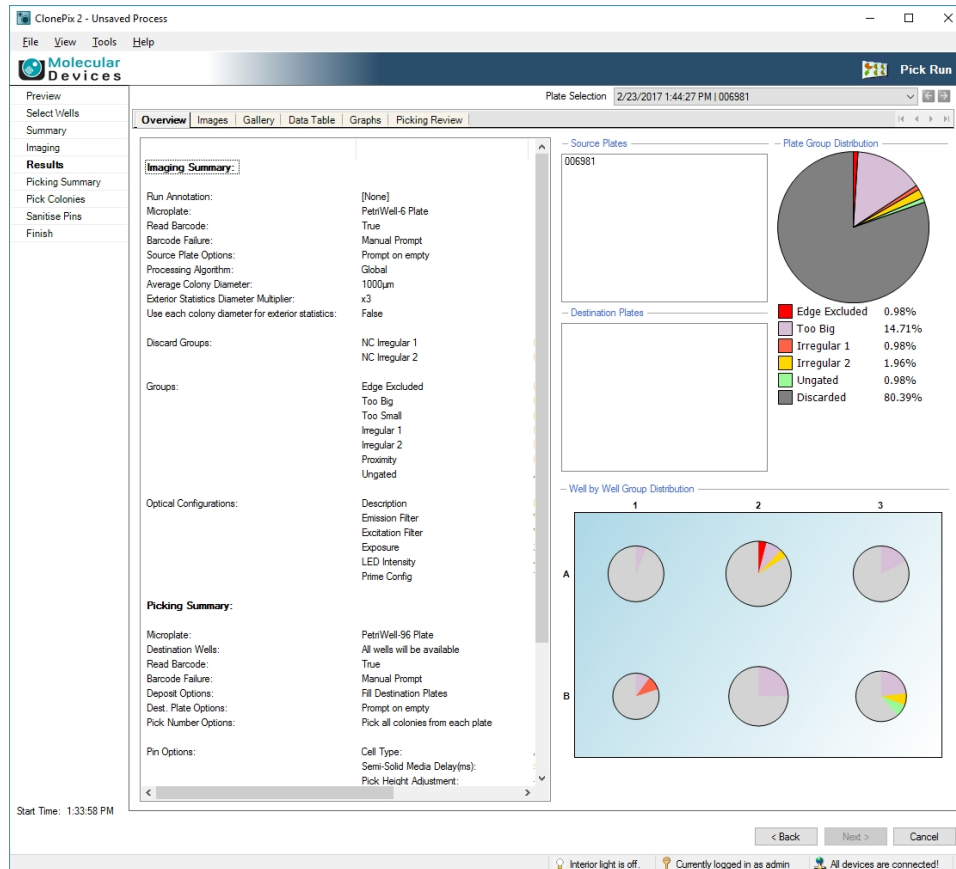 ClonePix 2 - Unsaved Process
File View Tools Help
Molecular Devices
Pick Run
Preview
Select Wells
Summary
Imaging
Results
Picking Summary
Pick Colonies
Sanitise Pins
Finish
Plate Selection 2/23/2017 1:44:27 PM | 006981
Overview Images Gallery Data Table Graphs Picking Review
Imaging Summary:
Run Annotation: [None]
Microplate: PetriWell-6 Plate
Read Barcode: True
Barcode Failure: Manual Prompt
Source Plate Options: Prompt on empty
Processing Algorithm: Global
Average Colony Diameter: 1000µm
Exterior Statistics Diameter Multiplier: x3
Use each colony diameter for exterior statistics: False
Discard Groups: NC Irregular 1
NC Irregular 2
Groups: Edge Excluded
Too Big
Too Small
Irregular 1
Irregular 2
Proximity
Ungated
Optical Configurations: Description
Emission Filter
Excitation Filter
Exposure
LED Intensity
Prime Config
Picking Summary:
Microplate: PetriWell-96 Plate
Destination Wells: All wells will be available
Read Barcode: True
Barcode Failure: Manual Prompt
Deposit Options: Fill Destination Plates
Dest. Plate Options: Prompt on empty
Pick Number Options: Pick all colonies from each plate
Pin Options: Cell Type:
Semi-Solid Media Delay(ms):
Pick Height Adjustment:
Source Plates
006981
Destination Plates
Plate Group Distribution
Edge Excluded 0.98%
Too Big 14.71%
Irregular 1 0.98%
Irregular 2 1.96%
Ungated 0.98%
Discarded 80.39%
Well by Well Group Distribution
1 2 3
A
B
Start Time: 1:33:58 PM
< Back Next > Cancel
Interior light is off. Currently logged in as admin All devices are connected!